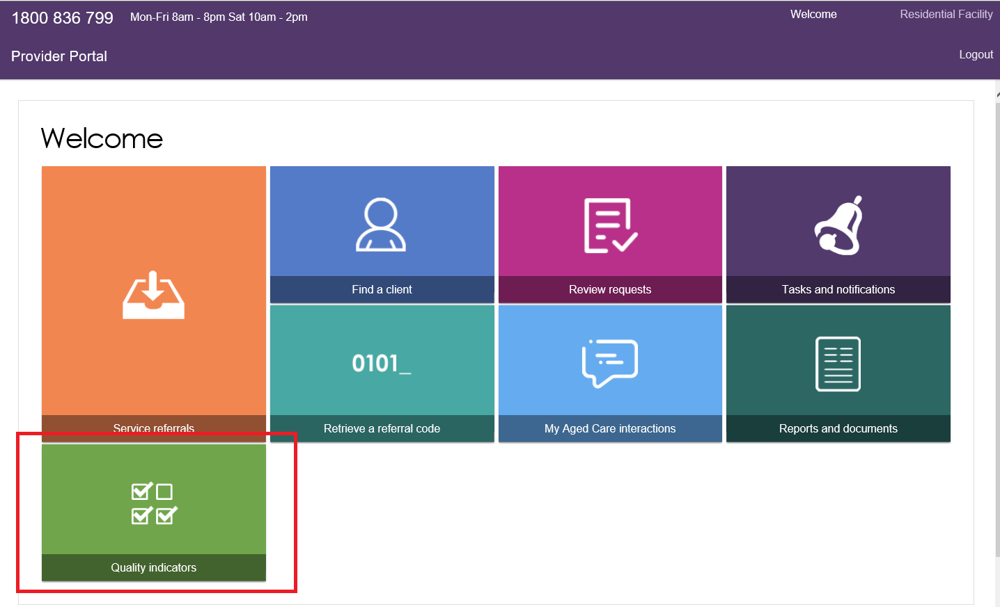 1800 836 799 Mon-Fri 8am - 8pm Sat 10am - 2pm Welcome Residential Facility
Provider Portal Logout
Welcome
Find a client Review requests Tasks and notifications
0101_
Service referrals Retrieve a referral code My Aged Care interactions Reports and documents
Quality indicators